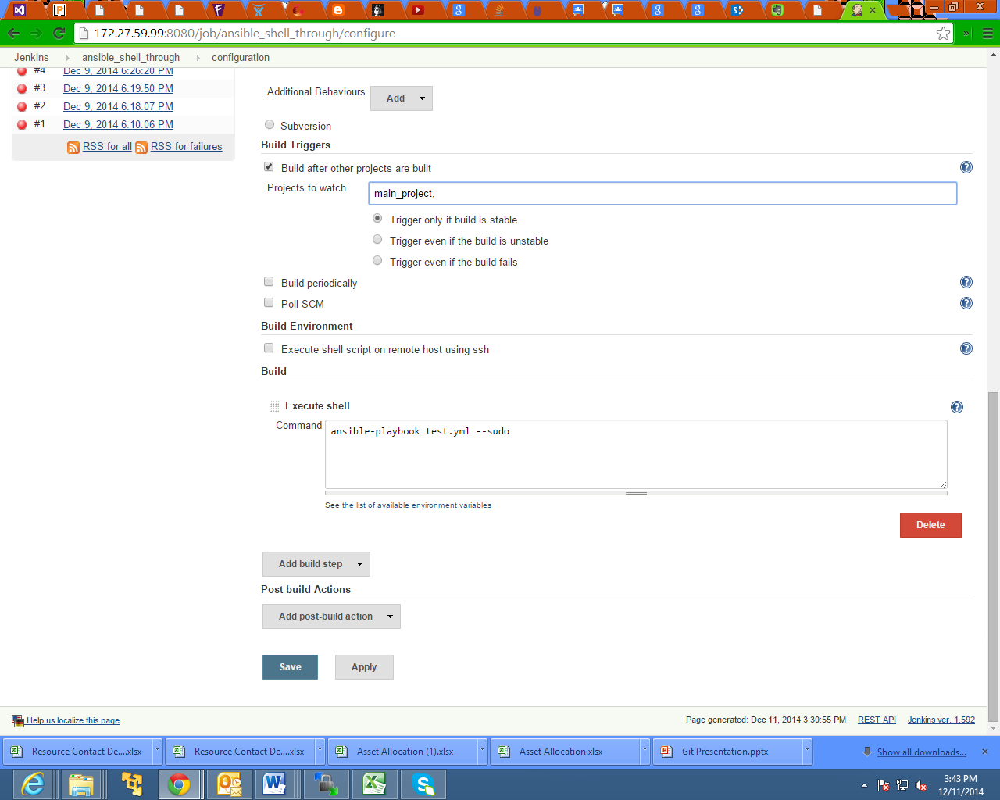 172.27.59.99:8080/job/ansible_shell_through/configure
Jenkins ansible_shell_through configuration
#4 Dec 9, 2014 6:26:20 PM
#3 Dec 9, 2014 6:19:50 PM
#2 Dec 9, 2014 6:18:07 PM
#1 Dec 9, 2014 6:10:06 PM
RSS for all RSS for failures
Additional Behaviours Add
Subversion
Build Triggers
Build after other projects are built
Projects to watch main_project,
Trigger only if build is stable
Trigger even if the build is unstable
Trigger even if the build fails
Build periodically
Poll SCM
Build Environment
Execute shell script on remote host using ssh
Build
Execute shell
Command ansible-playbook test.yml --sudo
See the list of available environment variables
Delete
Add build step
Post-build Actions
Add post-build action
Save Apply
Help us localize this page Page generated: Dec 11, 2014 3:30:55 PM REST API Jenkins ver. 1.592
Resource Contact De....xlsx Resource Contact De....xlsx Asset Allocation (1).xlsx Asset Allocation.xlsx Git Presentation.pptx Show all downloads...
3:43 PM
12/11/2014